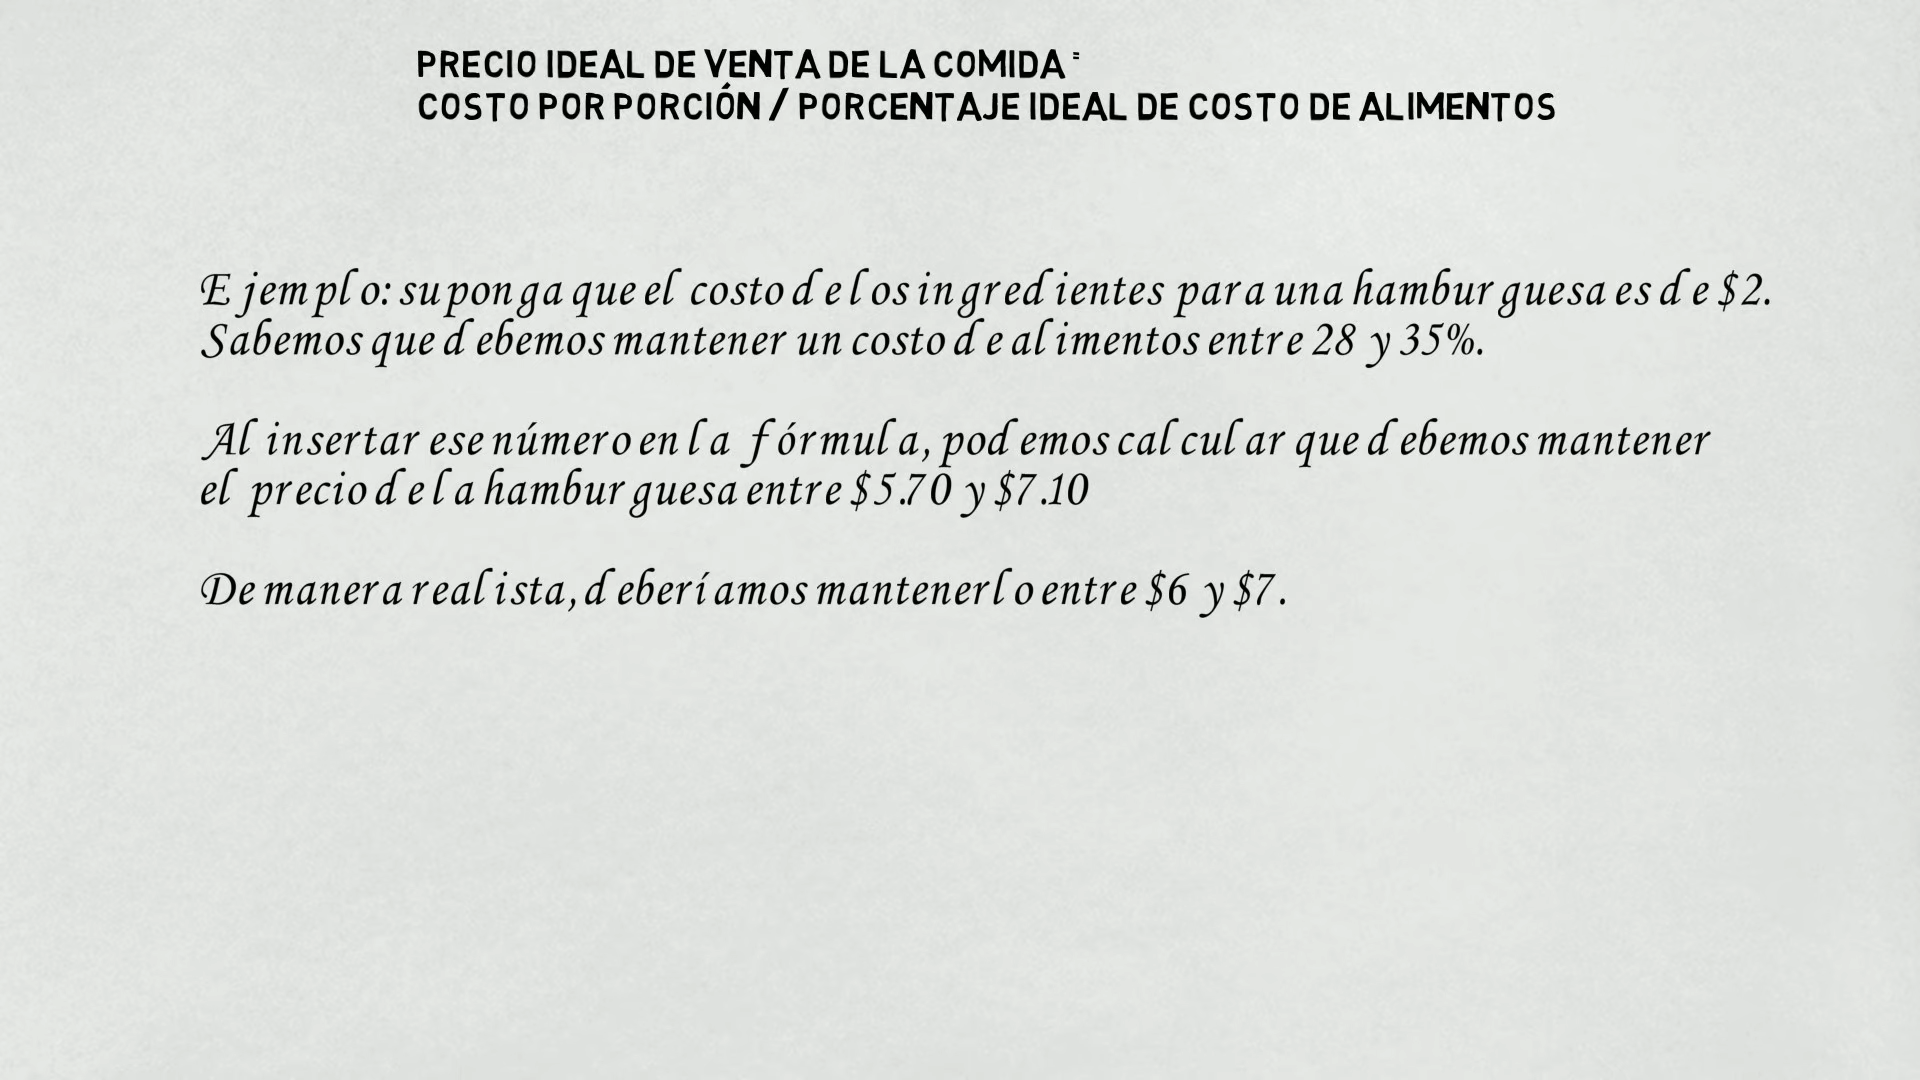 PRECIO IDEAL DE VENTA DE LA COMIDA =
COSTO POR PORCIÓN / PORCENTAJE IDEAL DE COSTO DE ALIMENTOS
Ejemplo: suponga que el costo de los ingredientes para una hamburguesa es de $2.
Sabemos que debemos mantener un costo de alimentos entre 28 y 35%.
Al insertar ese número en la fórmula, podemos calcular que debemos mantener
el precio de la hamburguesa entre $5.70 y $7.10
De manera realista, deberíamos mantenerlo entre $6 y $7.